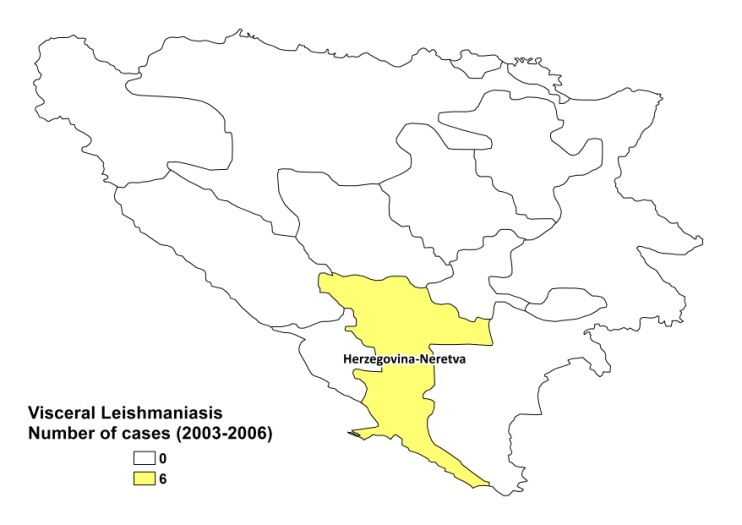 Herzegovina-Neretva
Visceral Leishmaniasis
Number of cases (2003-2006)
0
6